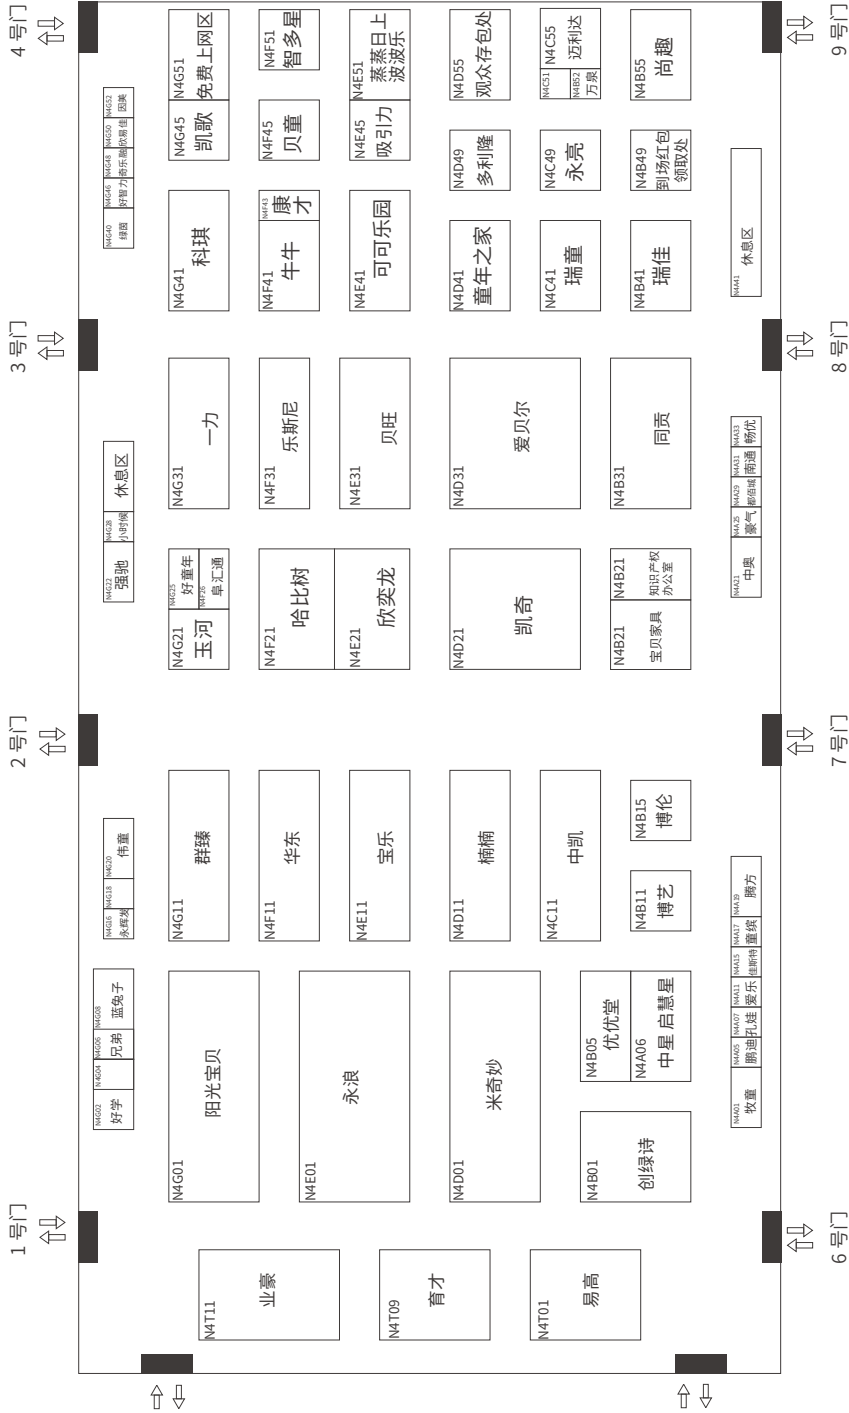 4 号门
3 号门
2 号门
1 号门
9 号门
8 号门
7 号门
6 号门
N4G52
因美
N4G50
欣易佳
N4G48
奇乐融
N4G46
好智力
N4G40
绿茵
N4G51
免费上网区
N4G45
凯歌
N4G41
科琪
N4F51
智多星
N4F45
贝童
N4F43
康才
N4F41
牛牛
N4E51
蒸蒸日上
波波乐
N4E45
吸引力
N4E41
可可乐园
N4D55
观众存包处
N4D49
多利隆
N4D41
童年之家
N4C55
迈利达
N4C51
N4B52
万泉
N4C49
永亮
N4C41
瑞童
N4B55
尚趣
N4B49
到场红包
领取处
N4B41
瑞佳
N4A41
休息区
休息区
N4G28
小时候
N4G22
强驰
N4G31
一力
N4F31
乐斯尼
N4E31
贝旺
N4D31
爱贝尔
N4B31
同贡
N4A33
畅优
N4A31
南通
N4A29
都佰城
N4A25
豪气
N4A21
中奥
N4G25
好童年
N4F26
阜汇通
N4G21
玉河
N4F21
哈比树
N4E21
欣奕龙
N4D21
凯奇
N4B21
知识产权
办公室
N4B21
宝贝家具
N4G20
伟童
N4G18
N4G16
永辉发
N4G11
群臻
N4F11
华东
N4E11
宝乐
N4D11
楠楠
N4C11
中凯
N4B15
博伦
N4B11
博艺
N4A19
腾方
N4A17
童缤
N4A15
佳斯特
N4A11
爱乐
N4A07
孔娃
N4A05
鹏迪
N4A01
牧童
N4G08
蓝兔子
N4G06
兄弟
N4G04
N4G02
好学
N4G01
阳光宝贝
N4E01
永浪
N4D01
米奇妙
N4B05
优优堂
N4A06
中星 启慧星
N4B01
创绿诗
N4T11
业豪
N4T09
育才
N4T01
易高